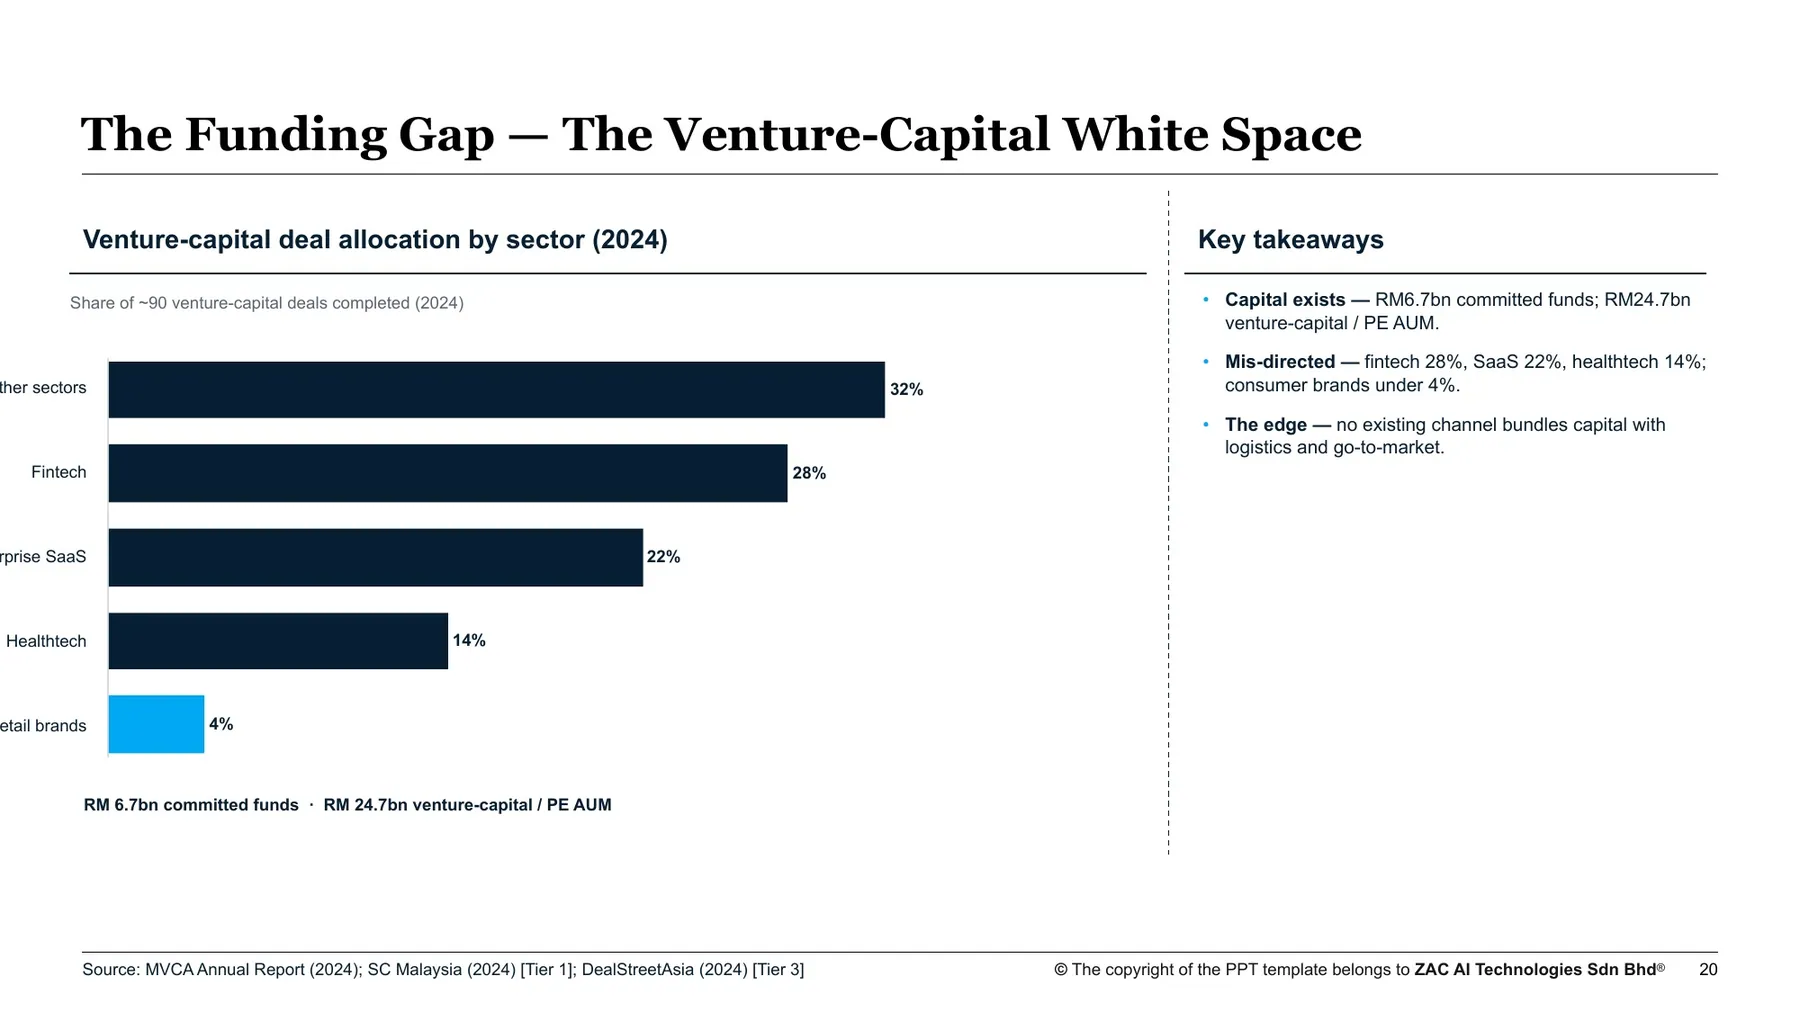 The Funding Gap — The Venture-Capital White Space
Venture-capital deal allocation by sector (2024)
Share of ~90 venture-capital deals completed (2024)
ther sectors
32%
Fintech
28%
rprise SaaS
22%
Healthtech
14%
etail brands
4%
RM 6.7bn committed funds · RM 24.7bn venture-capital / PE AUM
Key takeaways
• Capital exists — RM6.7bn committed funds; RM24.7bn
venture-capital / PE AUM.
• Mis-directed — fintech 28%, SaaS 22%, healthtech 14%;
consumer brands under 4%.
• The edge — no existing channel bundles capital with
logistics and go-to-market.
Source: MVCA Annual Report (2024); SC Malaysia (2024) [Tier 1]; DealStreetAsia (2024) [Tier 3]
© The copyright of the PPT template belongs to ZAC AI Technologies Sdn Bhd®
20